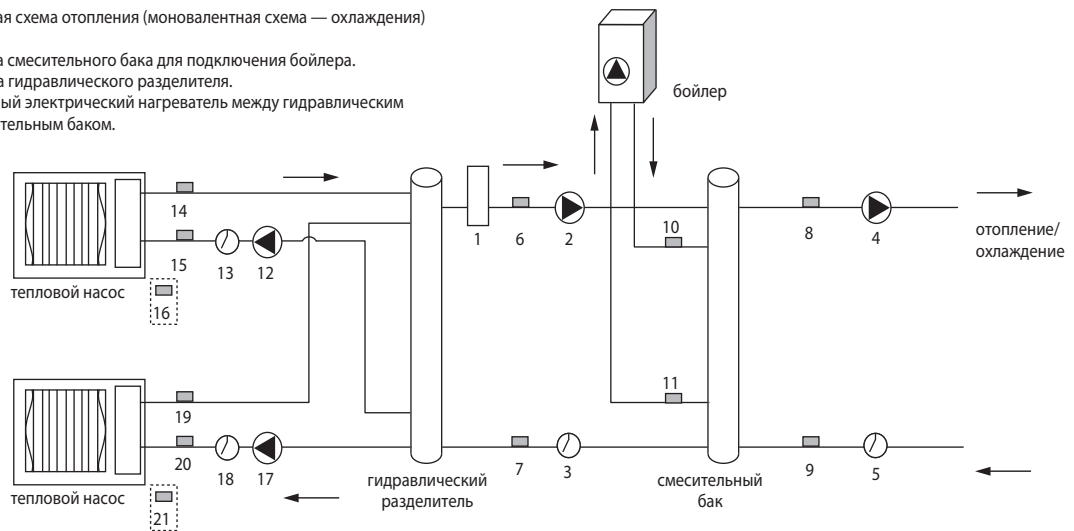 ая схема отопления (моновалентная схема — охлаждения)
а смесительного бака для подключения бойлера.
а гидравлического разделителя.
ый электрический нагреватель между гидравлическим
тельным баком.
бойлер
14
15
13
12
1
6
2
10
8
4
отопление/
охлаждение
тепловой насос
16
19
11
20
18
17
7
3
9
5
гидравлический
разделитель
смесительный
бак
тепловой насос
21